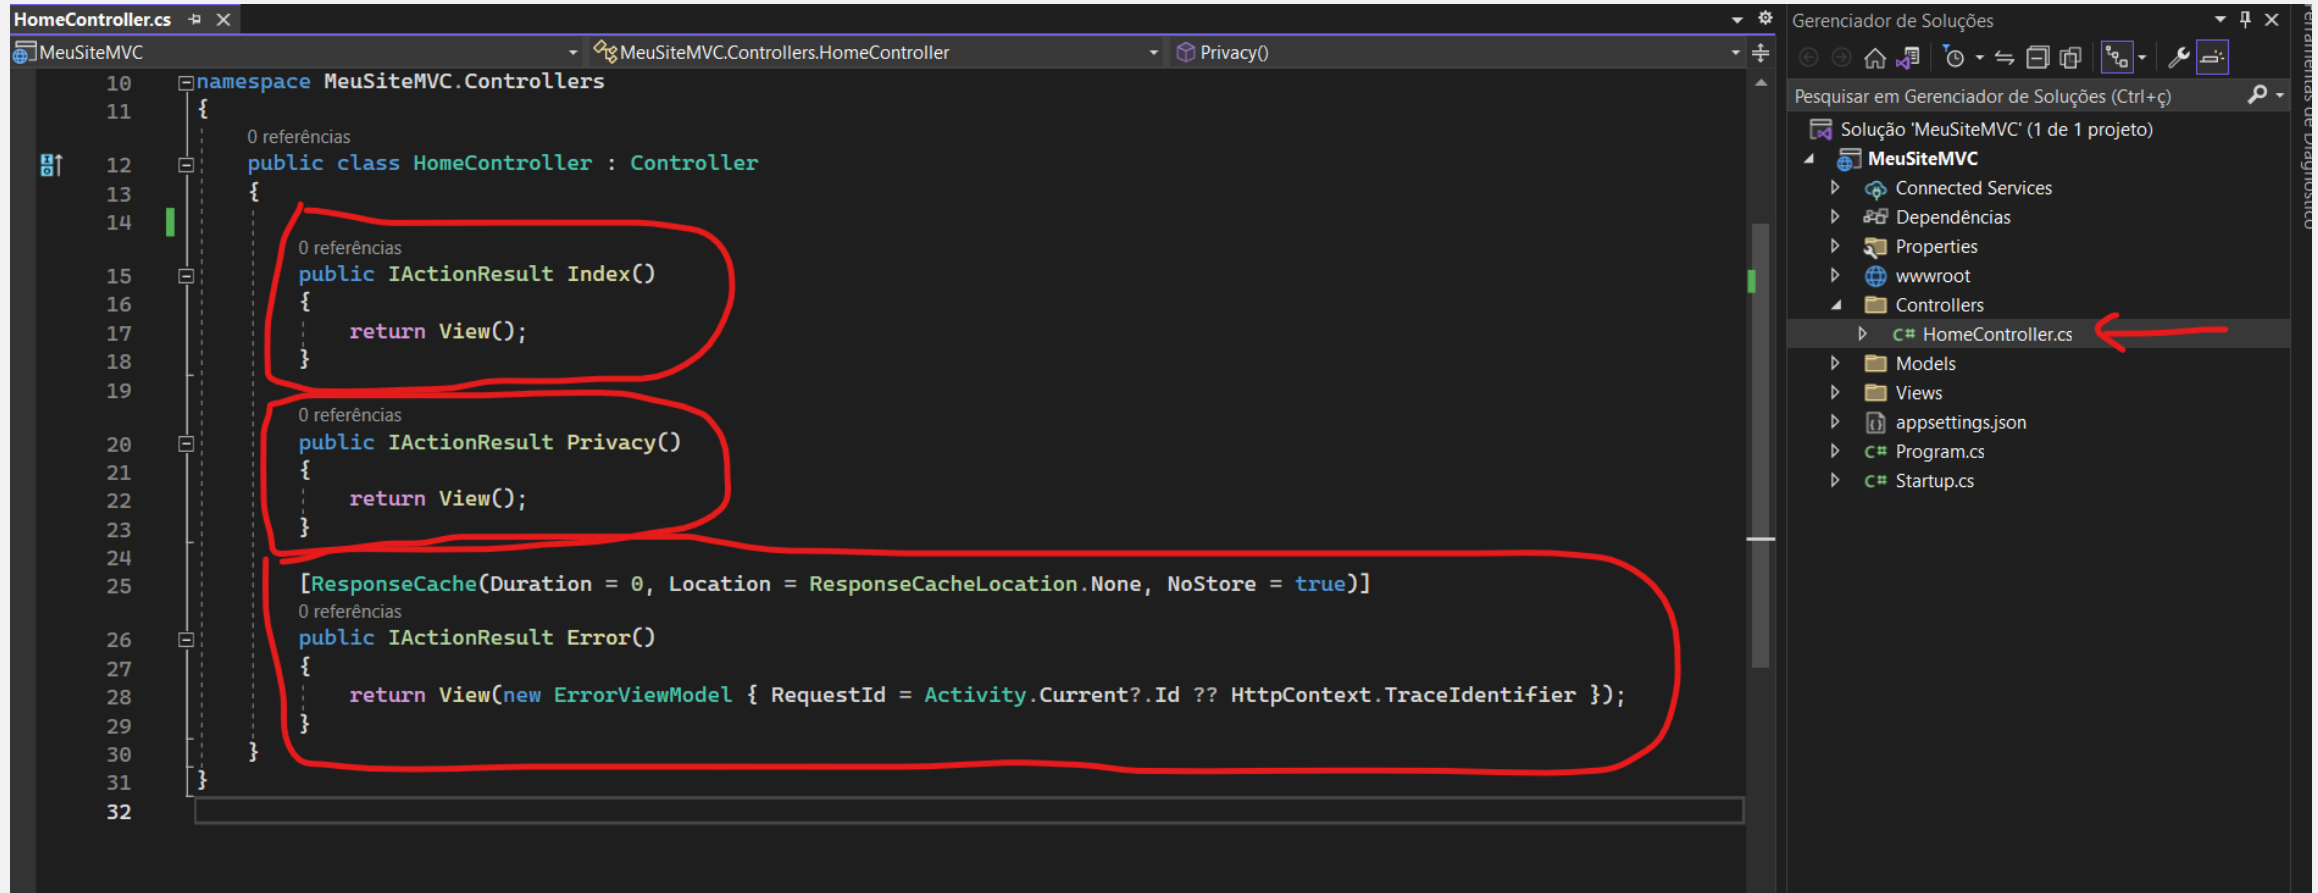 HomeController.cs
MeuSiteMVC
MeuSiteMVC.Controllers.HomeController
Privacy()
10 namespace MeuSiteMVC.Controllers
11 {
0 referências
12 public class HomeController : Controller
13 {
14
0 referências
15 public IActionResult Index()
16 {
17 return View();
18 }
19
0 referências
20 public IActionResult Privacy()
21 {
22 return View();
23 }
24
25 [ResponseCache(Duration = 0, Location = ResponseCacheLocation.None, NoStore = true)]
0 referências
26 public IActionResult Error()
27 {
28 return View(new ErrorViewModel { RequestId = Activity.Current?.Id ?? HttpContext.TraceIdentifier });
29 }
30 }
31 }
32
Gerenciador de Soluções
Pesquisar em Gerenciador de Soluções (Ctrl+ç)
Solução 'MeuSiteMVC' (1 de 1 projeto)
MeuSiteMVC
Connected Services
Dependências
Properties
wwwroot
Controllers
C# HomeController.cs
Models
Views
appsettings.json
C# Program.cs
C# Startup.cs
de Diagnóstico